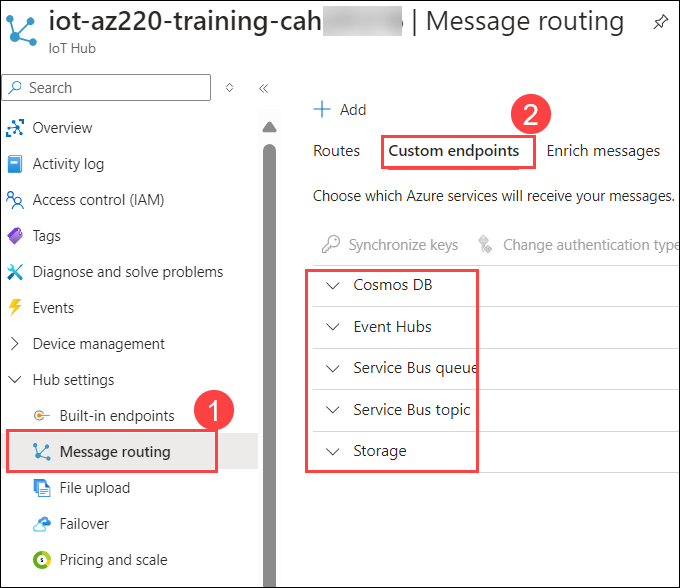 iot-az220-training-cah | Message routing
IoT Hub
Search
Overview
Activity log
Access control (IAM)
Tags
Diagnose and solve problems
Events
Device management
Hub settings
Built-in endpoints
1
Message routing
File upload
Failover
Pricing and scale
Add
2
Routes Custom endpoints Enrich messages
Choose which Azure services will receive your messages.
Synchronize keys Change authentication type
Cosmos DB
Event Hubs
Service Bus queue
Service Bus topic
Storage